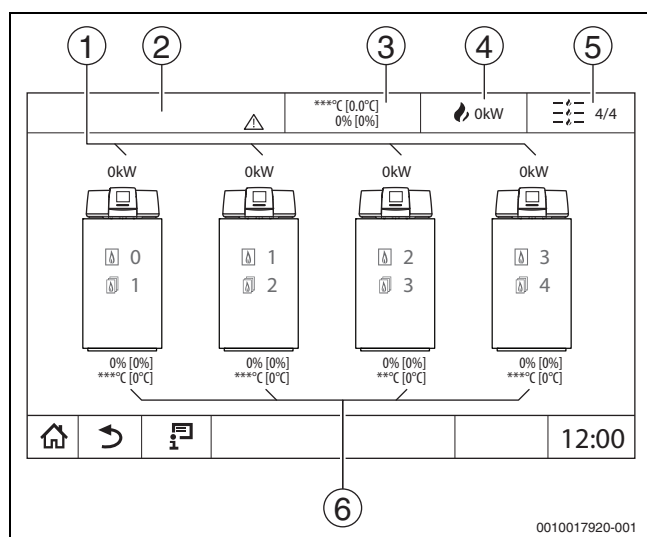 1 2 3 4 5
***°C [0.0°C]
0% [0%]
0kW
4/4
0kW 0kW 0kW 0kW
0 1 2 3
1 2 3 4
0% [0%] 0% [0%] 0% [0%] 0% [0%]
***°C [0°C] ***°C [0°C] **°C [0°C] ***°C [0°C]
12:00
6
0010017920-001